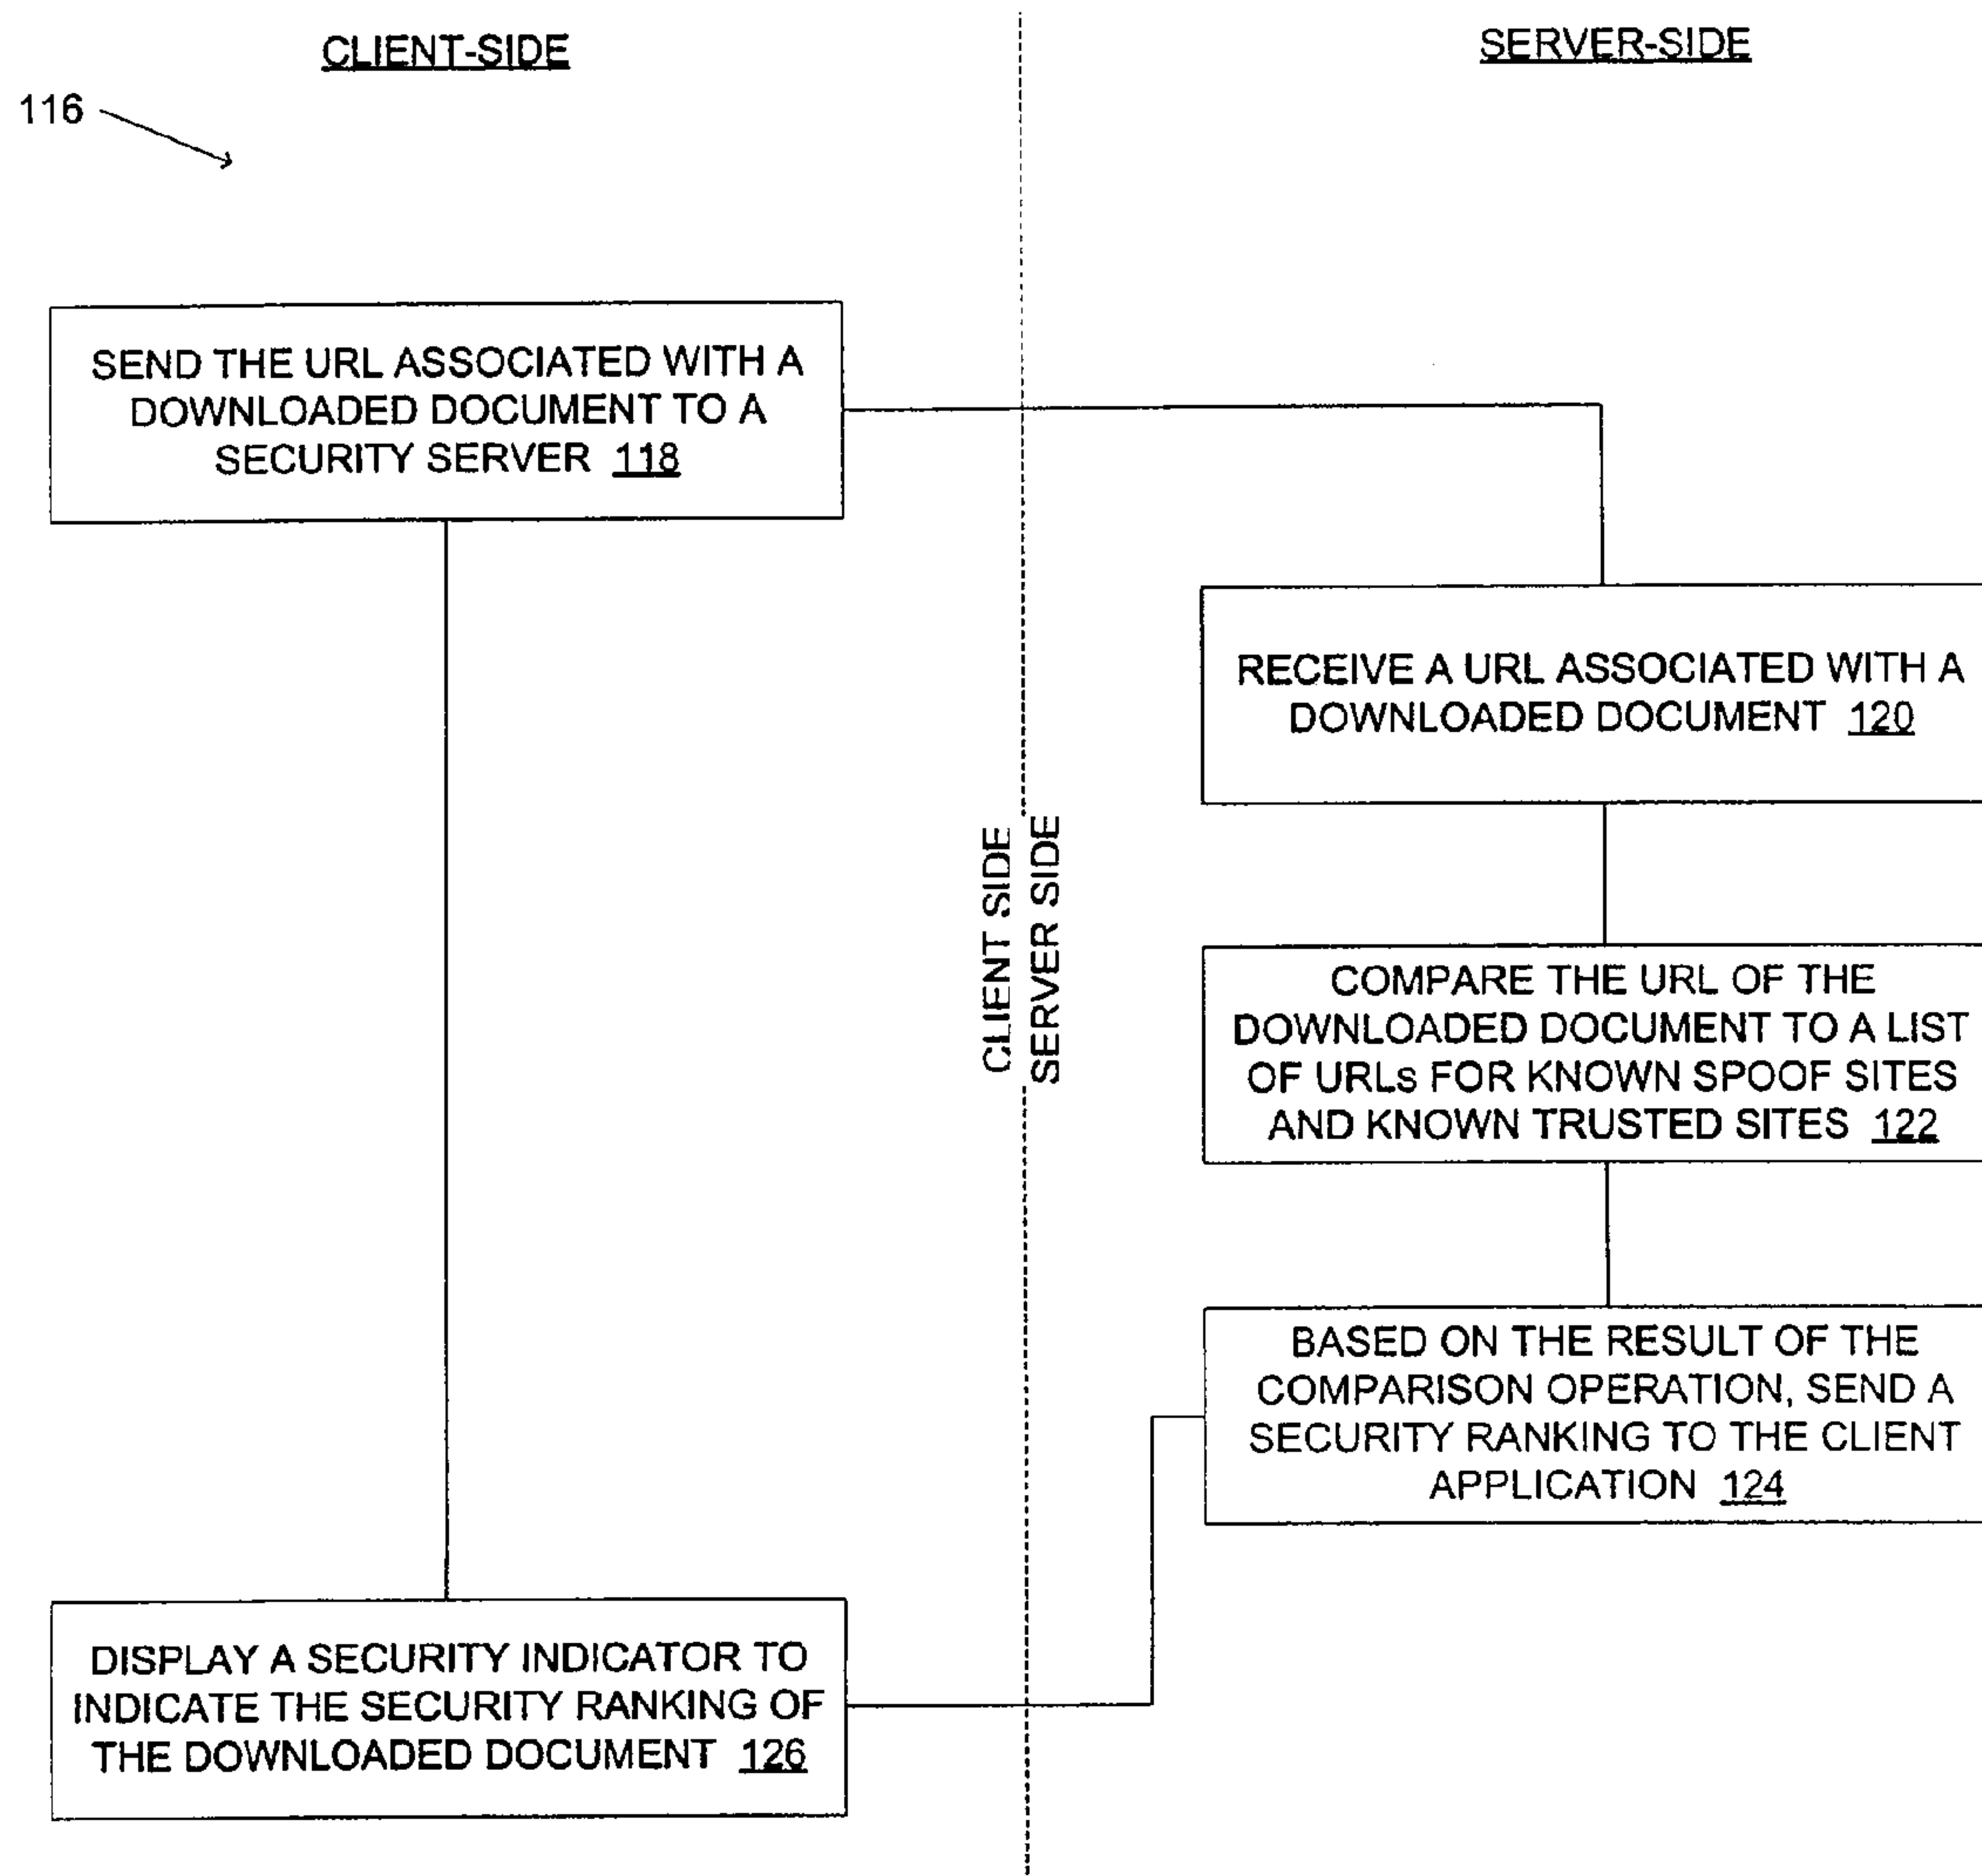 CLIENT-SIDE
SERVER-SIDE
116
SEND THE URL ASSOCIATED WITH A
DOWNLOADED DOCUMENT TO A
SECURITY SERVER 118
RECEIVE A URL ASSOCIATED WITH A
DOWNLOADED DOCUMENT 120
CLIENT SIDE
SERVER SIDE
COMPARE THE URL OF THE
DOWNLOADED DOCUMENT TO A LIST
OF URLs FOR KNOWN SPOOF SITES
AND KNOWN TRUSTED SITES 122
BASED ON THE RESULT OF THE
COMPARISON OPERATION, SEND A
SECURITY RANKING TO THE CLIENT
APPLICATION 124
DISPLAY A SECURITY INDICATOR TO
INDICATE THE SECURITY RANKING OF
THE DOWNLOADED DOCUMENT 126